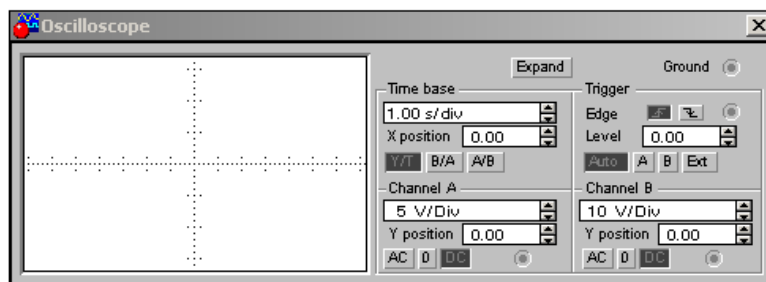 Oscilloscope
Expand
Ground
Time base
1.00 s/div
X position 0.00
Y/T B/A A/B
Trigger
Edge
Level 0.00
Auto A B Ext
Channel A
5 V/Div
Y position 0.00
AC 0 DC
Channel B
10 V/Div
Y position 0.00
AC 0 DC